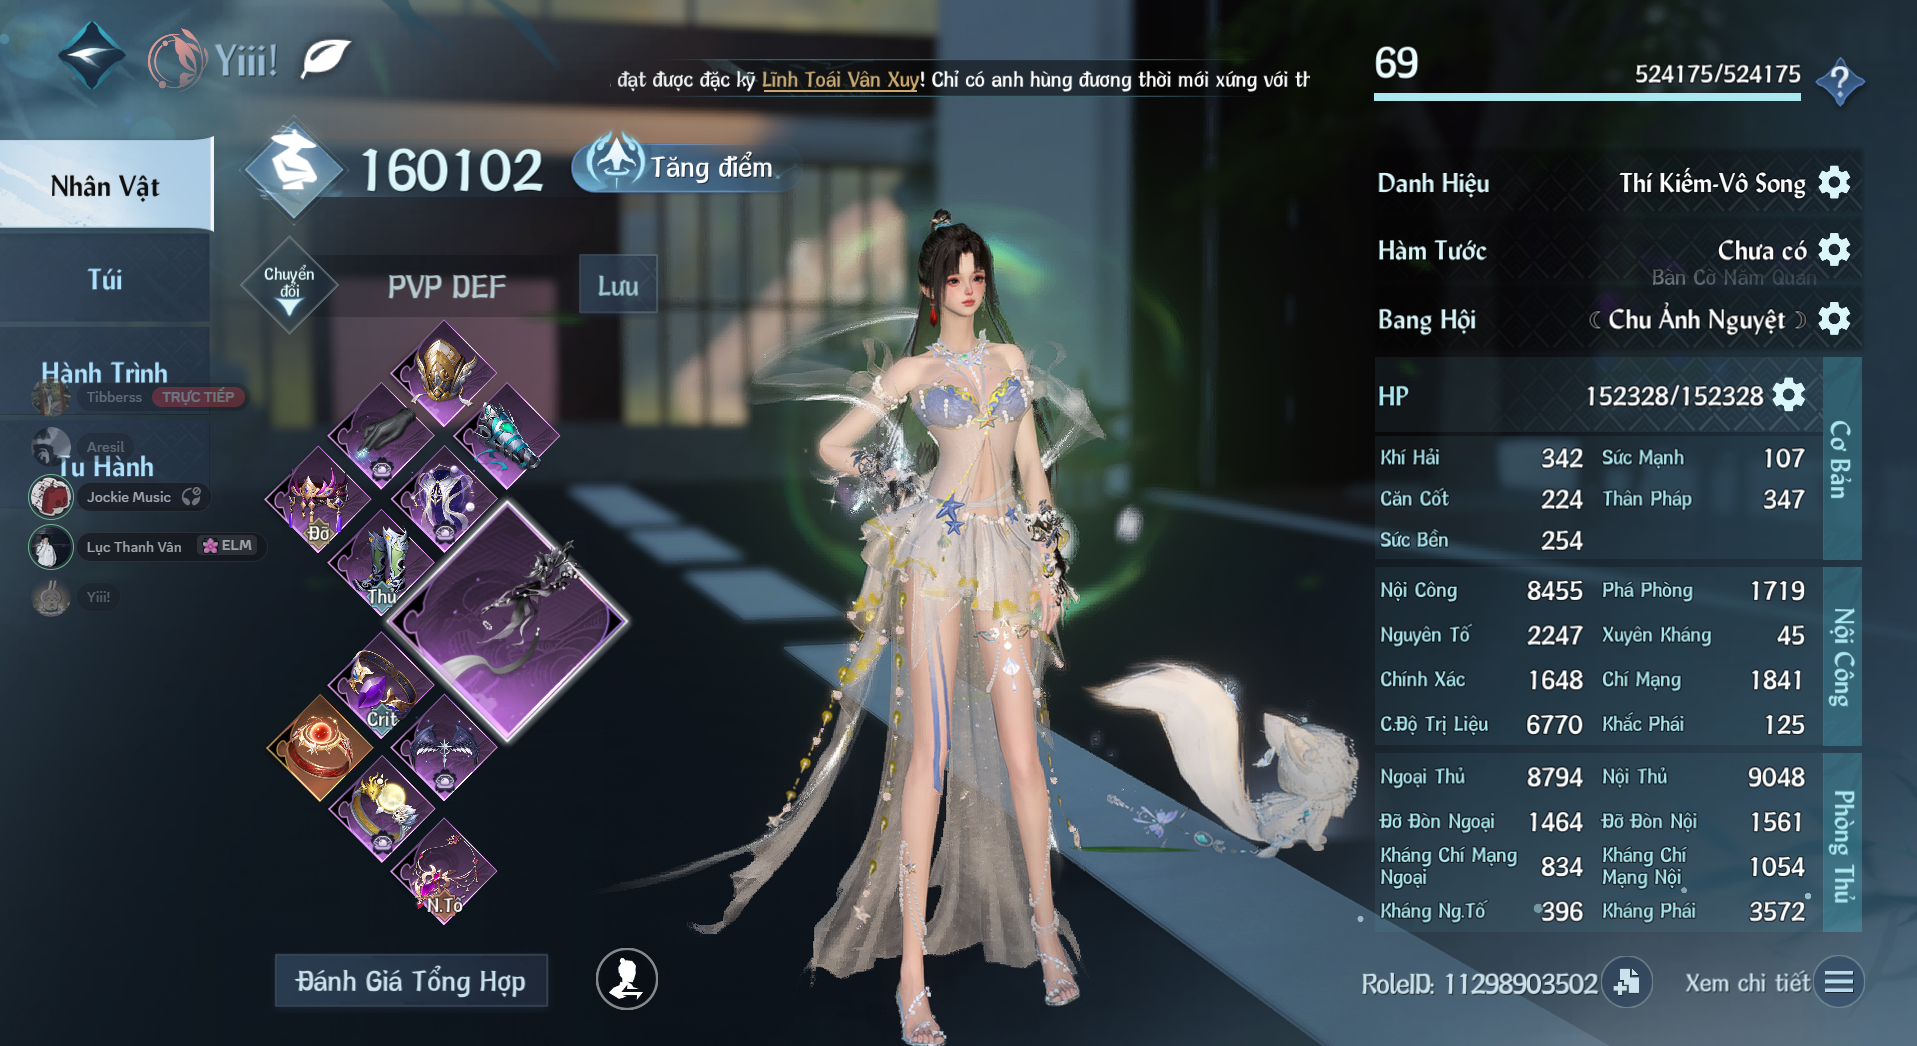 Yiii!
đạt được đặc kỹ Lĩnh Toái Vân Xuy! Chỉ có anh hùng đương thời mới xứng với th
69
524175/524175
?
Nhân Vật
Túi
Hành Trình
Tu Hành
Tibberss TRỰC TIẾP
Aresil
Jockie Music
Lục Thanh Vân ELM
Yiii!
160102
Tăng điểm
Chuyển đổi
PVP DEF
Lưu
Đỡ
Thủ
Crit
N.Tố
Đánh Giá Tổng Hợp
Danh Hiệu Thí Kiếm-Vô Song
Hàm Tước Chưa có
Bàn Cờ Năm Quan
Bang Hội ☾Chu Ảnh Nguyệt☽
HP 152328/152328
Cơ Bản
Khí Hải 342 Sức Mạnh 107
Căn Cốt 224 Thân Pháp 347
Sức Bền 254
Nội Công
Nội Công 8455 Phá Phòng 1719
Nguyên Tố 2247 Xuyên Kháng 45
Chính Xác 1648 Chí Mạng 1841
C.Độ Trị Liệu 6770 Khắc Phái 125
Phòng Thủ
Ngoại Thủ 8794 Nội Thủ 9048
Đỡ Đòn Ngoại 1464 Đỡ Đòn Nội 1561
Kháng Chí Mạng Ngoại 834 Kháng Chí Mạng Nội 1054
Kháng Ng.Tố 396 Kháng Phái 3572
RoleID: 11298903502
Xem chi tiết